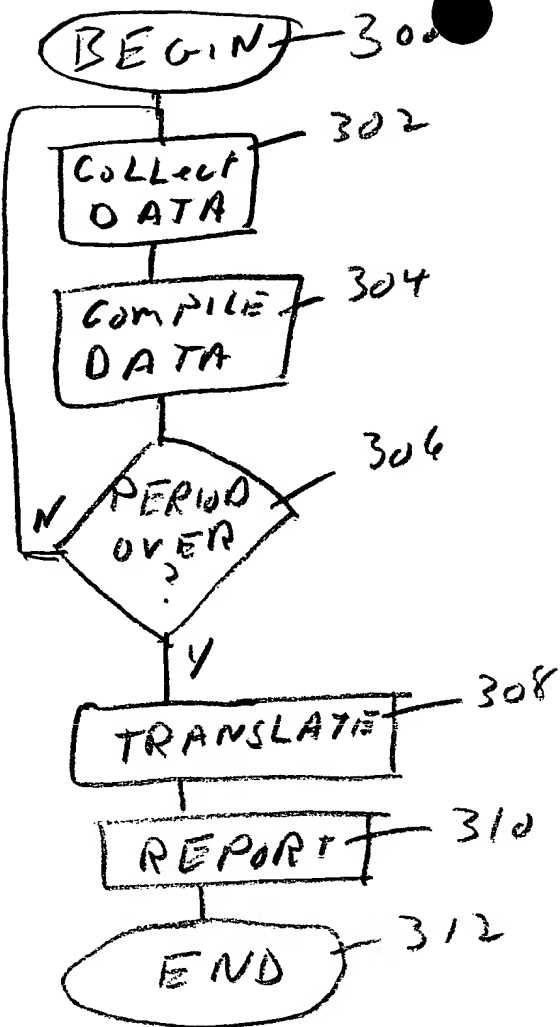 BEGIN 300
302
COLLECT
DATA
304
COMPILE
DATA
306
PERIOD
OVER
?
N
Y
308
TRANSLATE
310
REPORT
312
END